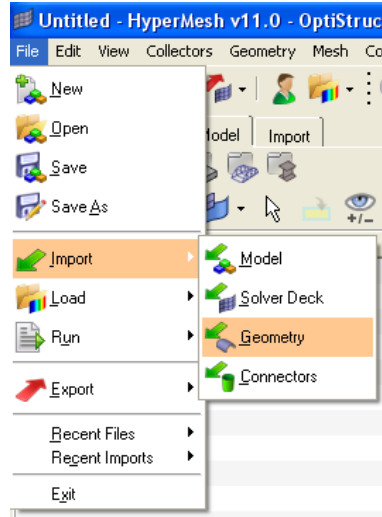 Untitled - HyperMesh v11.0 - OptiStruc
File Edit View Collectors Geometry Mesh Co
New
Open
Save
Save As
Import
Load
Run
Export
Recent Files
Recent Imports
Exit
odel Import
+/-
Model
Solver Deck
Geometry
Connectors